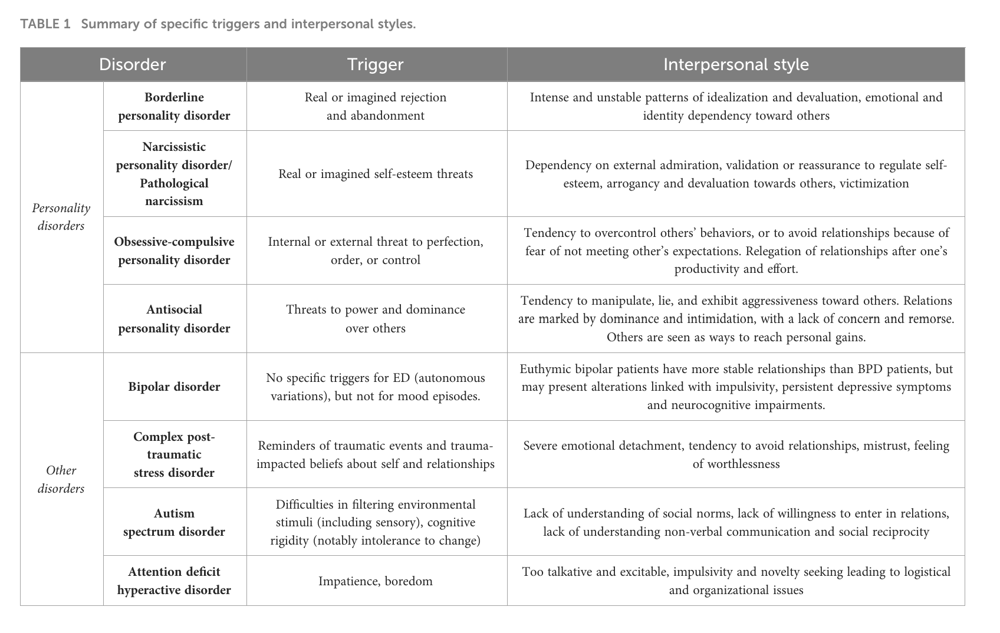 TABLE 1 Summary of specific triggers and interpersonal styles.
Disorder
Trigger
Interpersonal style
Personality
disorders
Borderline
personality disorder
Real or imagined rejection
and abandonment
Intense and unstable patterns of idealization and devaluation, emotional and
identity dependency toward others
Narcissistic
personality disorder/
Pathological
narcissism
Real or imagined self-esteem threats
Dependency on external admiration, validation or reassurance to regulate self-
esteem, arrogancy and devaluation towards others, victimization
Obsessive-compulsive
personality disorder
Internal or external threat to perfection,
order, or control
Tendency to overcontrol others’ behaviors, or to avoid relationships because of
fear of not meeting other’s expectations. Relegation of relationships after one’s
productivity and effort.
Antisocial
personality disorder
Threats to power and dominance
over others
Tendency to manipulate, lie, and exhibit aggressiveness toward others. Relations
are marked by dominance and intimidation, with a lack of concern and remorse.
Others are seen as ways to reach personal gains.
Other
disorders
Bipolar disorder
No specific triggers for ED (autonomous
variations), but not for mood episodes.
Euthymic bipolar patients have more stable relationships than BPD patients, but
may present alterations linked with impulsivity, persistent depressive symptoms
and neurocognitive impairments.
Complex post-
traumatic
stress disorder
Reminders of traumatic events and trauma-
impacted beliefs about self and relationships
Severe emotional detachment, tendency to avoid relationships, mistrust, feeling
of worthlessness
Autism
spectrum disorder
Difficulties in filtering environmental
stimuli (including sensory), cognitive
rigidity (notably intolerance to change)
Lack of understanding of social norms, lack of willingness to enter in relations,
lack of understanding non-verbal communication and social reciprocity
Attention deficit
hyperactive disorder
Impatience, boredom
Too talkative and excitable, impulsivity and novelty seeking leading to logistical
and organizational issues